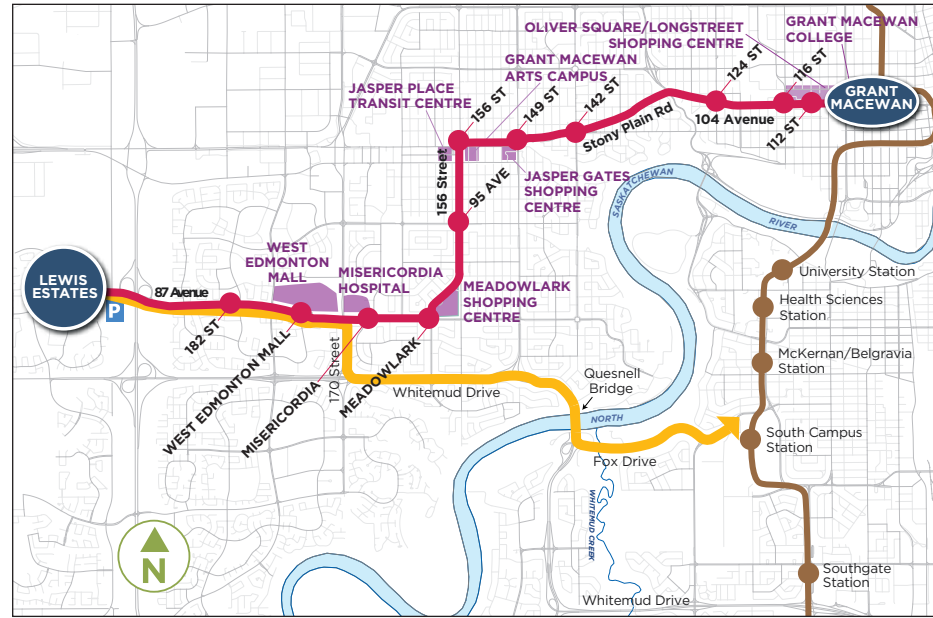 OLIVER SQUARE/LONGSTREET
SHOPPING CENTRE
GRANT MACEWAN
COLLEGE
GRANT MACEWAN
ARTS CAMPUS
JASPER PLACE
TRANSIT CENTRE
156 ST
149 ST
142 ST
124 ST
116 ST
112 ST
GRANT
MACEWAN
104 Avenue
Stony Plain Rd
156 Street
95 AVE
JASPER GATES
SHOPPING
CENTRE
SASKATCHEWAN
RIVER
WEST
EDMONTON
MALL
MISERICORDIA
HOSPITAL
MEADOWLARK
SHOPPING
CENTRE
LEWIS
ESTATES
P
87 Avenue
182 ST
WEST EDMONTON MALL
MISERICORDIA
MEADOWLARK
170 Street
Whitemud Drive
Quesnell
Bridge
NORTH
Fox Drive
WHITEMUD CREEK
University Station
Health Sciences
Station
McKernan/Belgravia
Station
South Campus
Station
Southgate
Station
Whitemud Drive
N